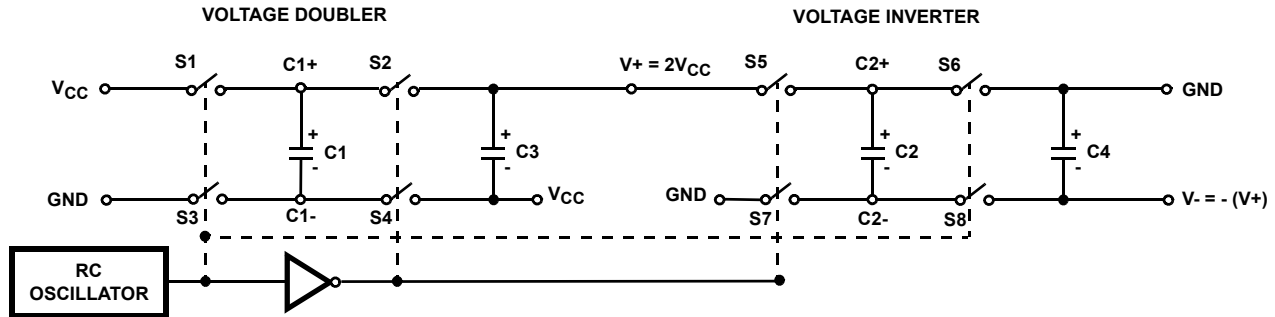 VOLTAGE DOUBLER
VOLTAGE INVERTER
S1
C1+
S2
V+ = 2VCC
S5
C2+
S6
VCC
GND
+
C1
-
+
C3
-
+
C2
-
+
C4
-
GND
S3
C1-
S4
VCC
GND
S7
C2-
S8
V- = - (V+)
RC
OSCILLATOR